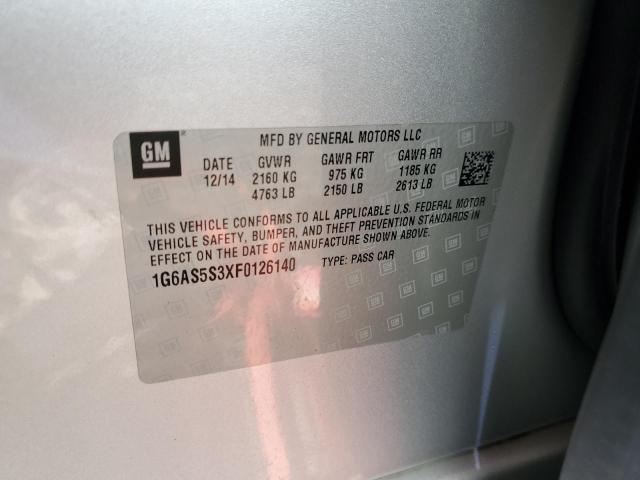 GM
MFD BY GENERAL MOTORS LLC
DATE GVWR GAWR FRT GAWR RR
12/14 2160 KG 975 KG 1185 KG
4763 LB 2150 LB 2613 LB
THIS VEHICLE CONFORMS TO ALL APPLICABLE U.S. FEDERAL MOTOR
VEHICLE SAFETY, BUMPER, AND THEFT PREVENTION STANDARDS IN
EFFECT ON THE DATE OF MANUFACTURE SHOWN ABOVE.
1G6AS5S3XF0126140 TYPE: PASS CAR